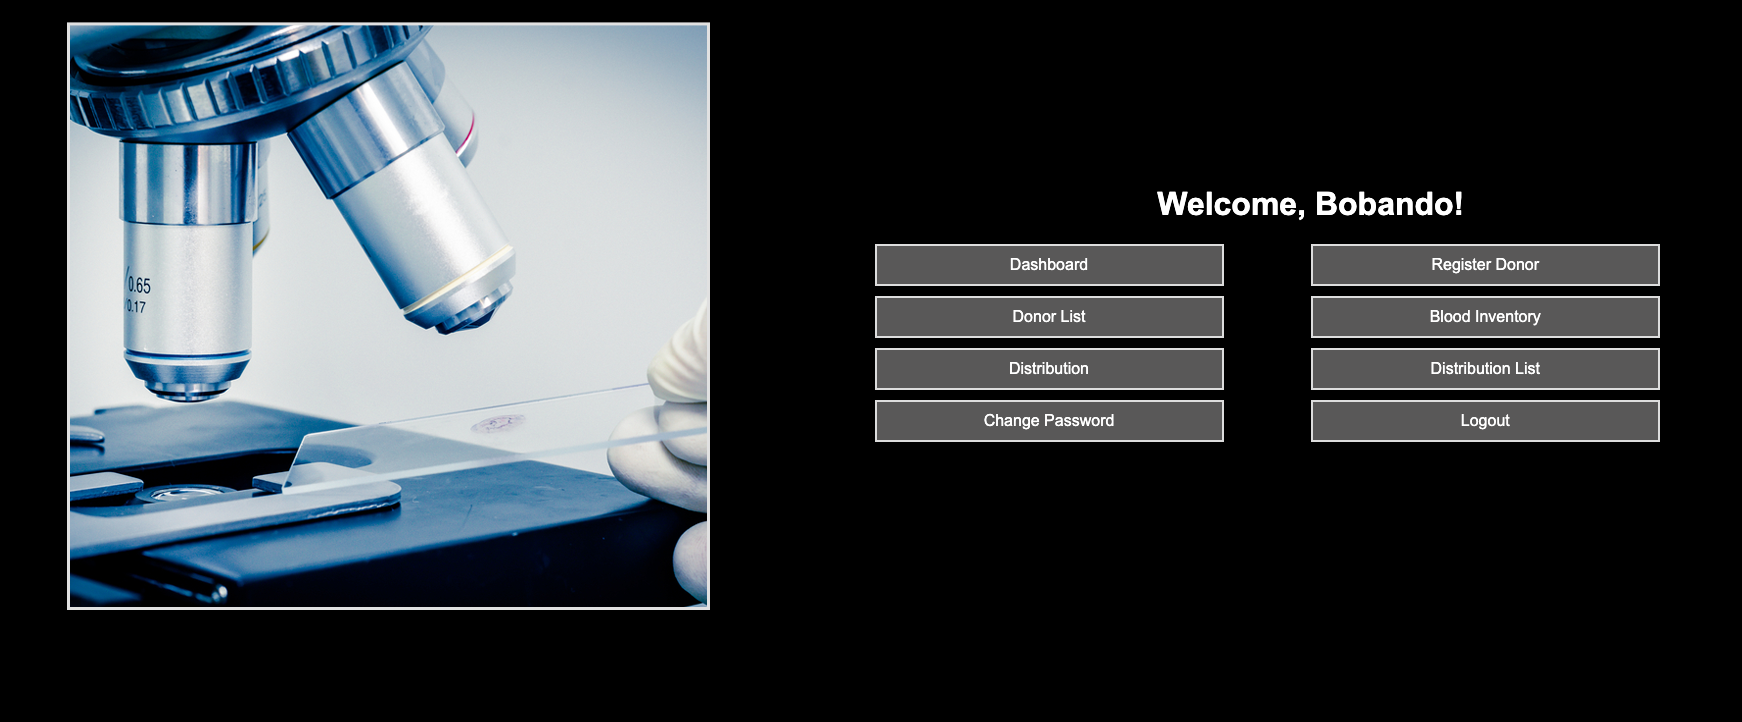 /0.65
/0.17
Welcome, Bobando!
Dashboard
Register Donor
Donor List
Blood Inventory
Distribution
Distribution List
Change Password
Logout